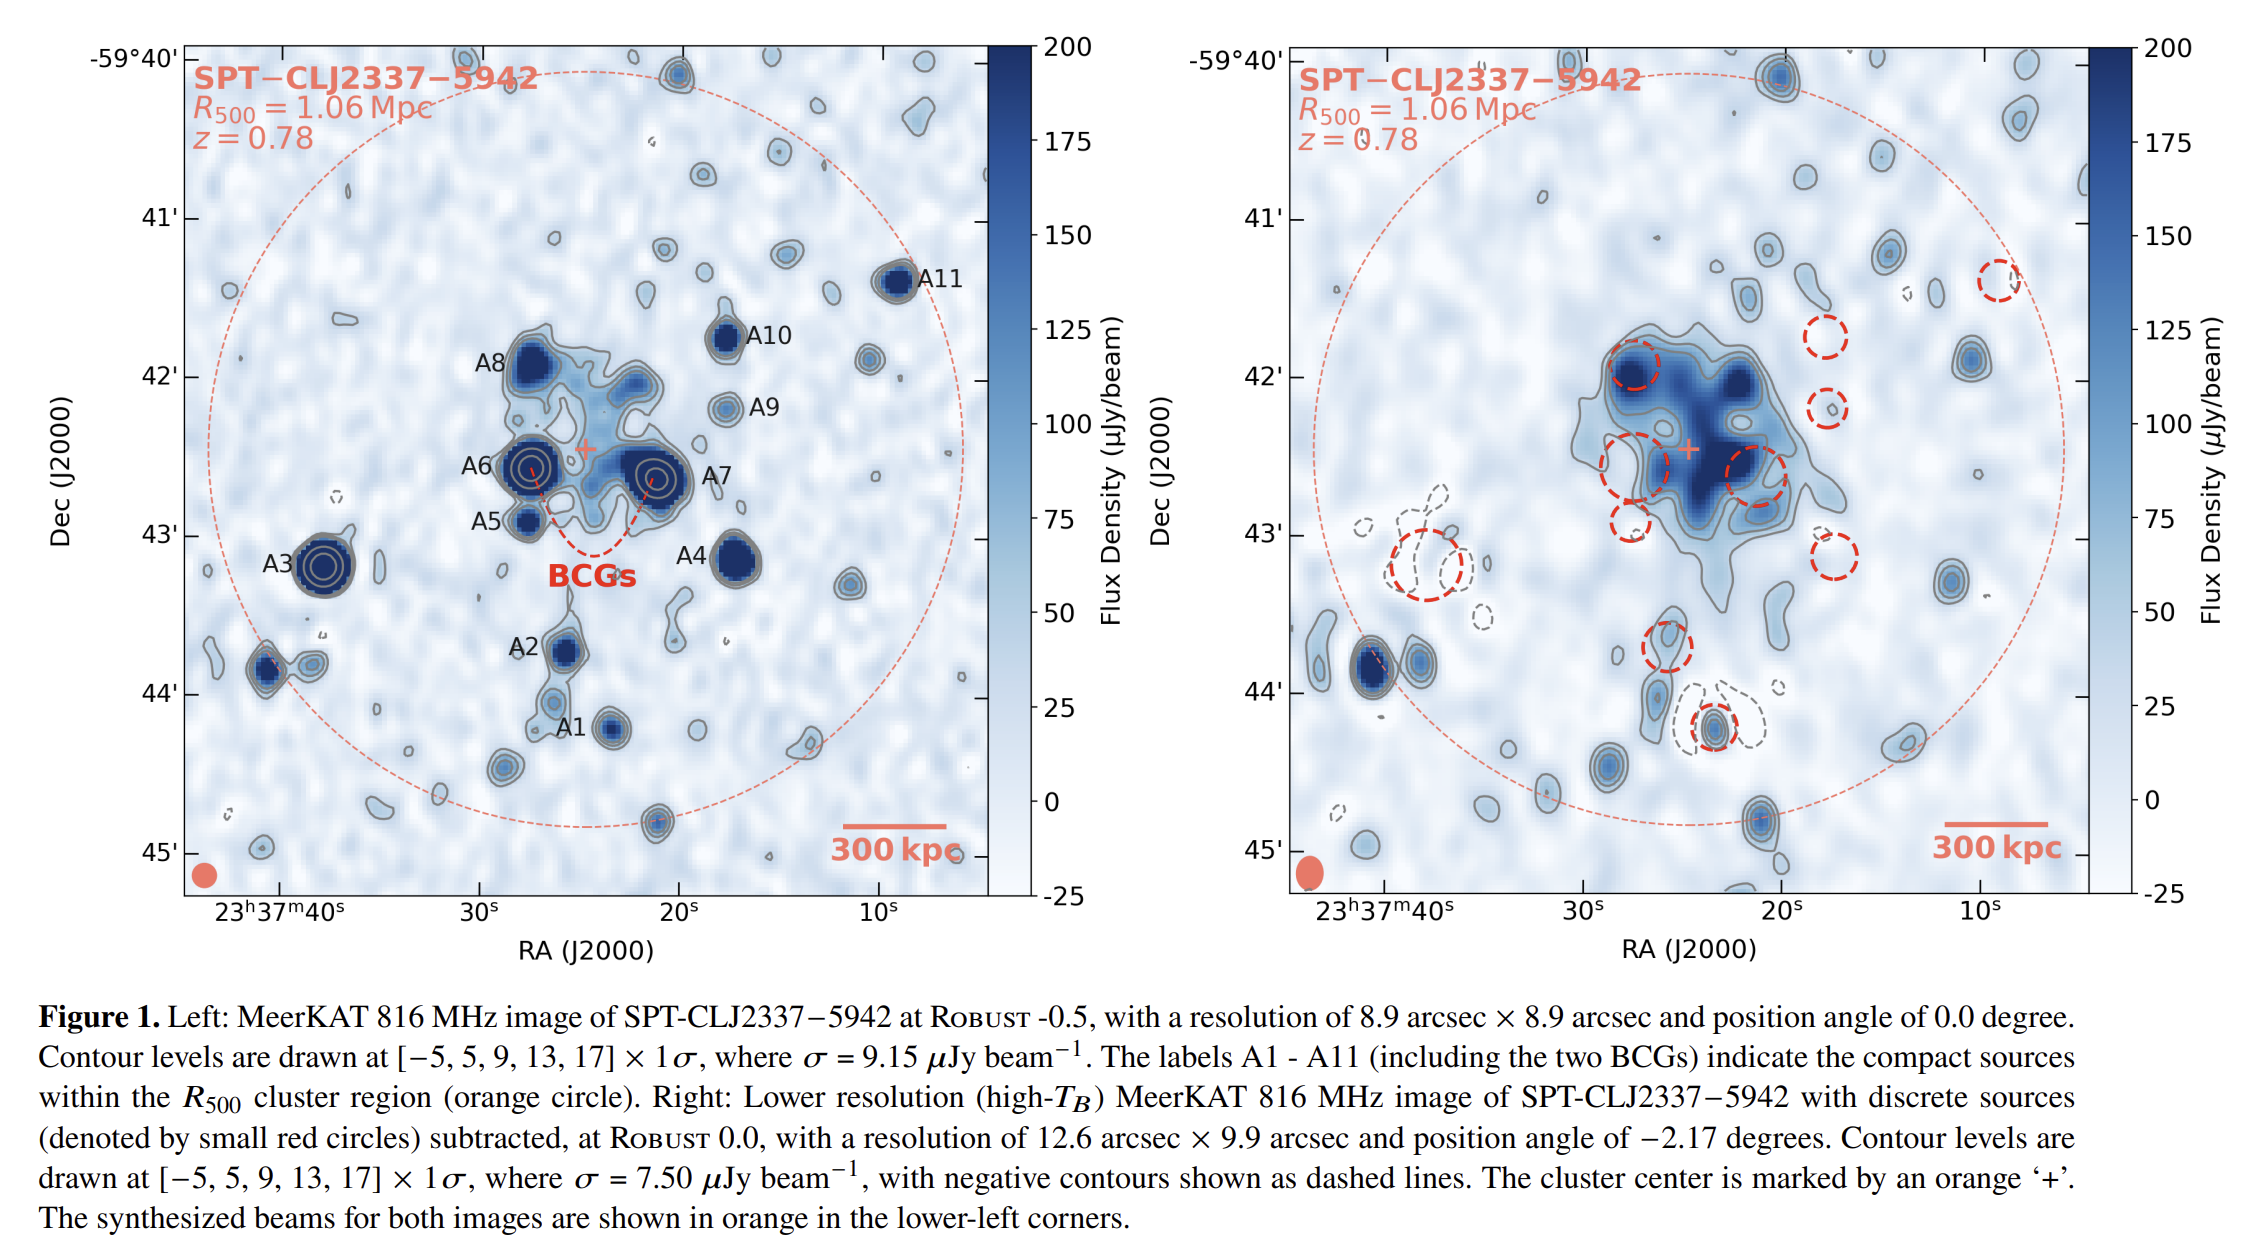 SPT−CLJ2337−5942
R500 = 1.06 Mpc
z = 0.78
-59°40'
41'
42'
43'
44'
45'
Dec (J2000)
23h37m40s
30s
20s
10s
RA (J2000)
A11
A10
A8
A9
A6
A7
A5
A4
A3
BCGs
A2
A1
300 kpc
200
175
150
125
100
75
50
25
0
-25
Flux Density (μJy/beam)
SPT−CLJ2337−5942
R500 = 1.06 Mpc
z = 0.78
-59°40'
41'
42'
43'
44'
45'
Dec (J2000)
23h37m40s
30s
20s
10s
RA (J2000)
300 kpc
200
175
150
125
100
75
50
25
0
-25
Flux Density (μJy/beam)
Figure 1. Left: MeerKAT 816 MHz image of SPT-CLJ2337−5942 at Robust -0.5, with a resolution of 8.9 arcsec × 8.9 arcsec and position angle of 0.0 degree.
Contour levels are drawn at [−5, 5, 9, 13, 17] × 1σ, where σ = 9.15 μJy beam−1. The labels A1 - A11 (including the two BCGs) indicate the compact sources
within the R500 cluster region (orange circle). Right: Lower resolution (high-TB) MeerKAT 816 MHz image of SPT-CLJ2337−5942 with discrete sources
(denoted by small red circles) subtracted, at Robust 0.0, with a resolution of 12.6 arcsec × 9.9 arcsec and position angle of −2.17 degrees. Contour levels are
drawn at [−5, 5, 9, 13, 17] × 1σ, where σ = 7.50 μJy beam−1, with negative contours shown as dashed lines. The cluster center is marked by an orange ‘+’.
The synthesized beams for both images are shown in orange in the lower-left corners.